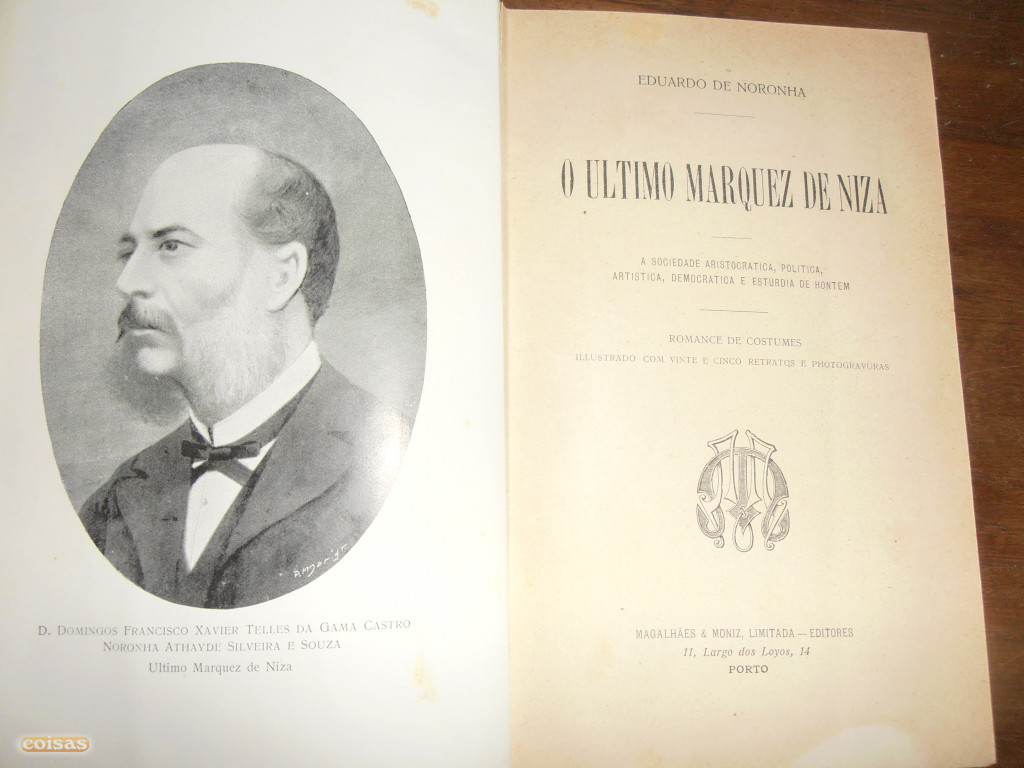 D. Domingos Francisco Xavier Telles da Gama Castro
Noronha Athayde Silveira e Souza
Ultimo Marquez de Niza
coisas
EDUARDO DE NORONHA
O ULTIMO MARQUEZ DE NIZA
A SOCIEDADE ARISTOCRATICA, POLITICA,
ARTISTICA, DEMOCRATICA E ESTURDIA DE HONTEM
ROMANCE DE COSTUMES
ILLUSTRADO COM VINTE E CINCO RETRATOS E PHOTOGRAVURAS
MAGALHÃES & MONIZ, LIMITADA — EDITORES
11, Largo dos Loyos, 14
PORTO